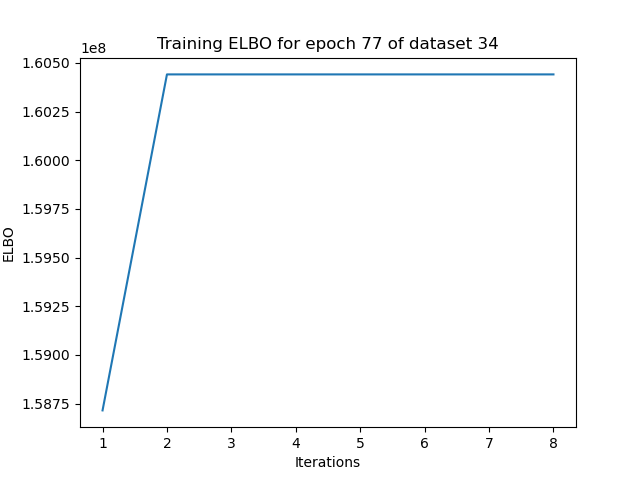 Training ELBO for epoch 77 of dataset 34
1e8
1.6050
1.6025
1.6000
1.5975
1.5950
1.5925
1.5900
1.5875
ELBO
1 2 3 4 5 6 7 8
Iterations